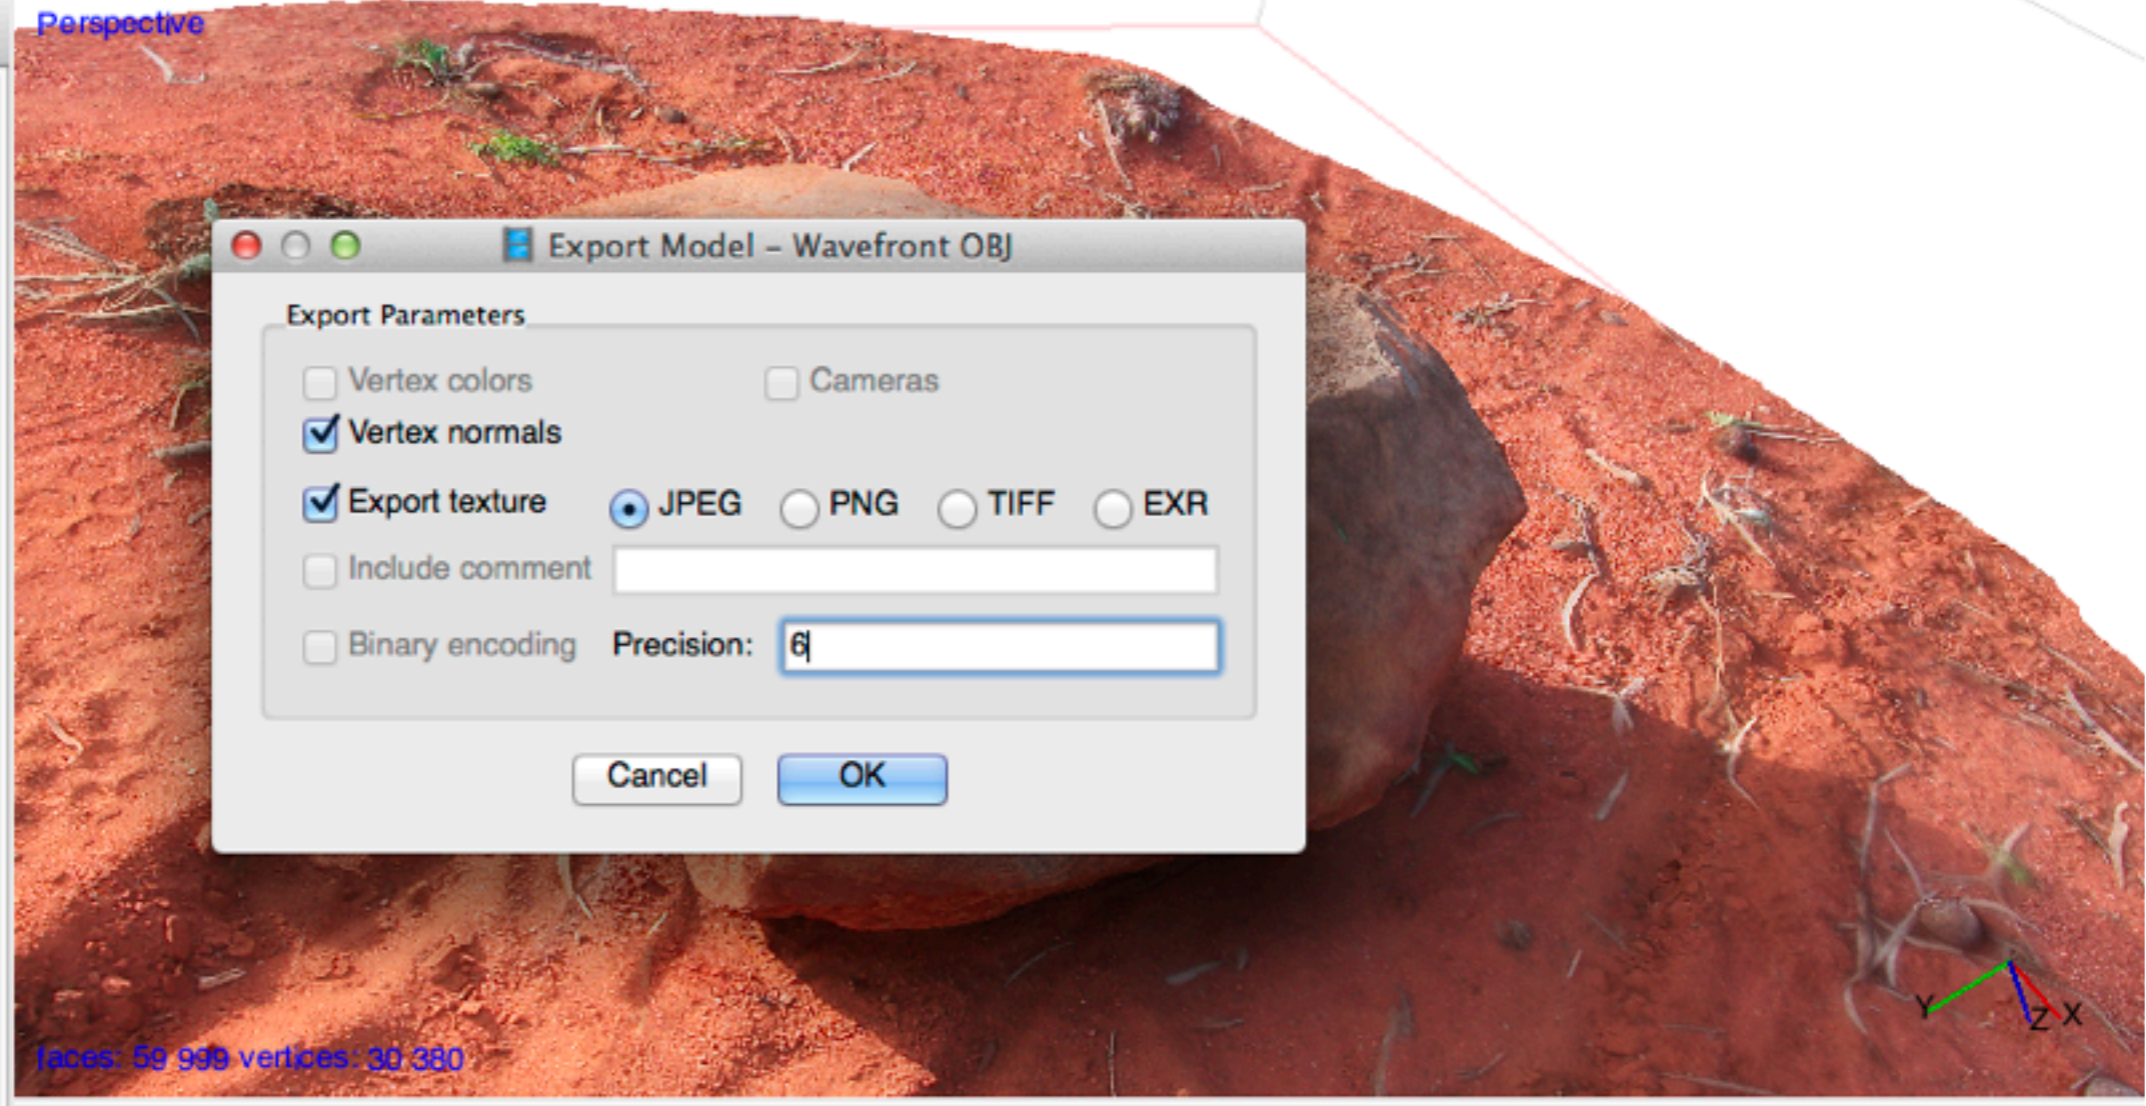 Perspective
Export Model – Wavefront OBJ
Export Parameters
Vertex colors Cameras
Vertex normals
Export texture JPEG PNG TIFF EXR
Include comment
Binary encoding Precision: 6
Cancel OK
Y Z X
faces: 59 999 vertices: 30 380